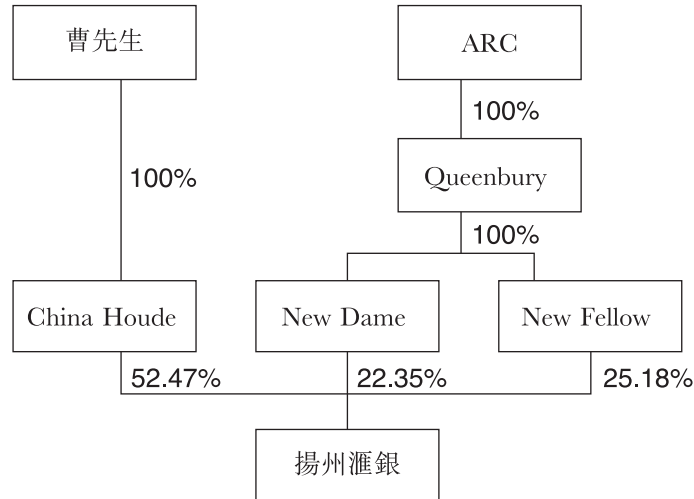 曹先生
ARC
100%
Queenbury
100%
100%
China Houde
New Dame
New Fellow
52.47%
22.35%
25.18%
揚州滙銀